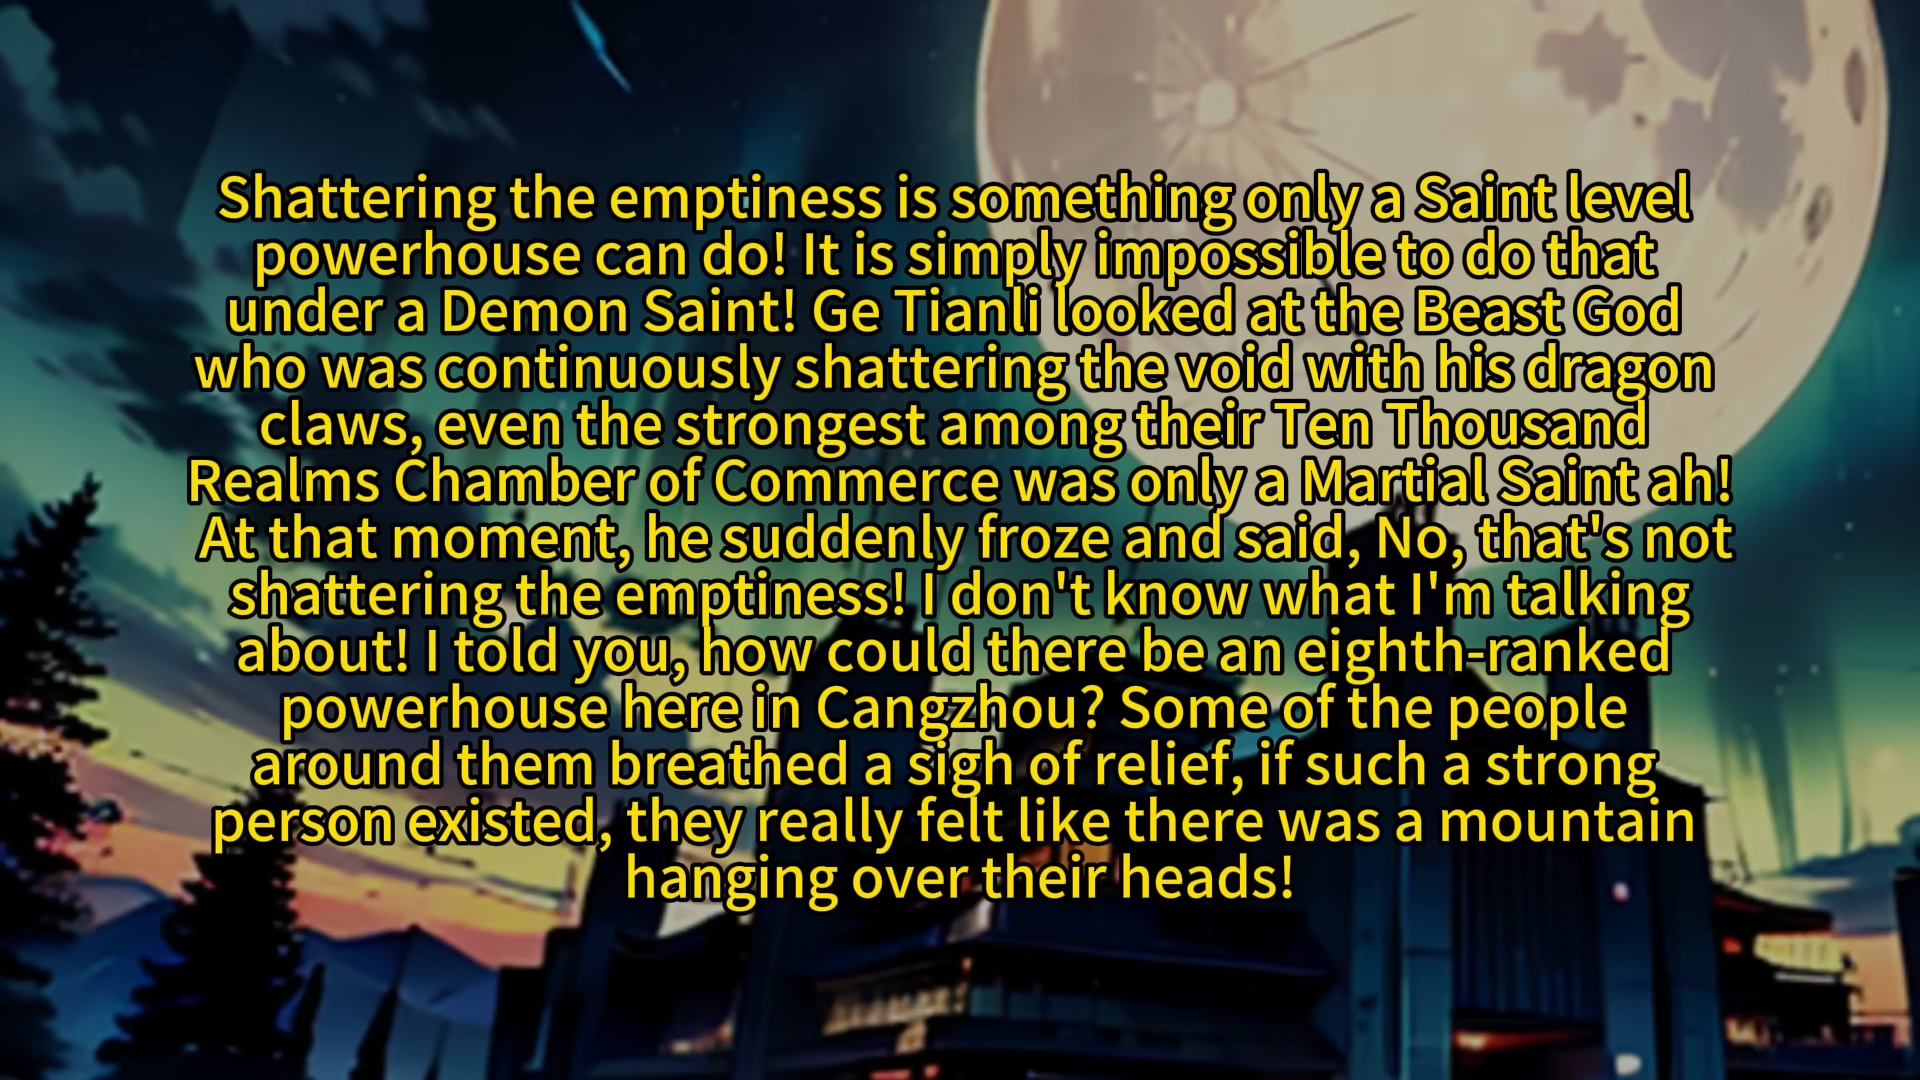 Shattering the emptiness is something only a Saint level
powerhouse can do! It is simply impossible to do that
under a Demon Saint! Ge Tianli looked at the Beast God
who was continuously shattering the void with his dragon
claws, even the strongest among their Ten Thousand
Realms Chamber of Commerce was only a Martial Saint ah!
At that moment, he suddenly froze and said, No, that's not
shattering the emptiness! I don't know what I'm talking
about! I told you, how could there be an eighth-ranked
powerhouse here in Cangzhou? Some of the people
around them breathed a sigh of relief, if such a strong
person existed, they really felt like there was a mountain
hanging over their heads!